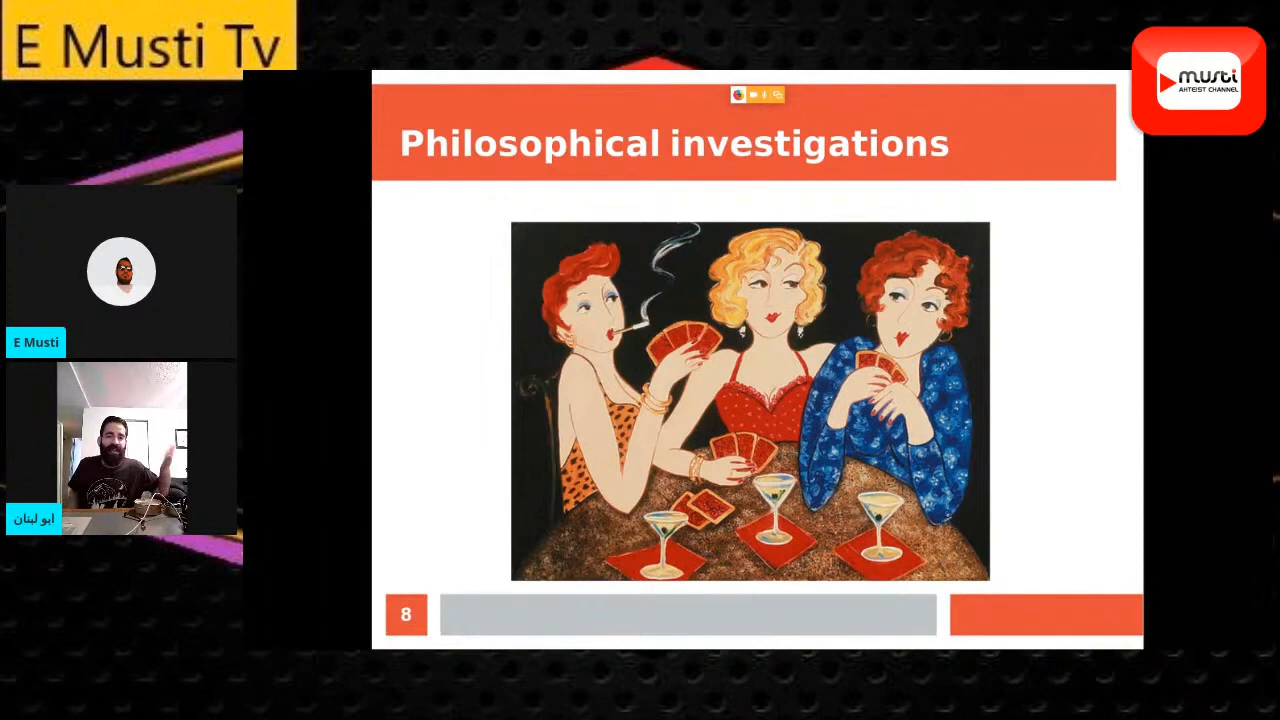 E Musti Tv
musti
AHTEIST CHANNEL
Philosophical investigations
E Musti
ابو لبنان
8